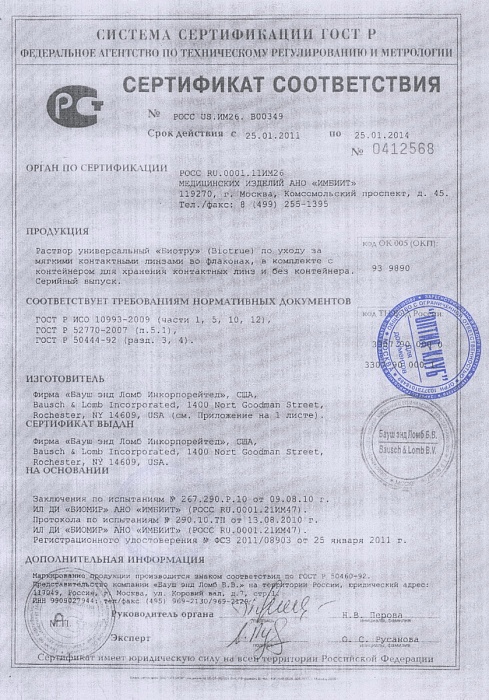 СИСТЕМА СЕРТИФИКАЦИИ ГОСТ Р
ФЕДЕРАЛЬНОЕ АГЕНТСТВО ПО ТЕХНИЧЕСКОМУ РЕГУЛИРОВАНИЮ И МЕТРОЛОГИИ
СЕРТИФИКАТ СООТВЕТСТВИЯ
№ РОСС US.ИМ26. В00349
Срок действия с 25.01.2011 по 25.01.2014
№ 0412568
ОРГАН ПО СЕРТИФИКАЦИИ
РОСС RU.0001.11ИМ26
МЕДИЦИНСКИХ ИЗДЕЛИЙ АНО «ИМБИИТ»
119270, г. Москва, Комсомольский проспект, д. 45.
Тел./факс: 8 (499) 255-1395
ПРОДУКЦИЯ
Раствор универсальный «Биотру» (Biotrue) по уходу за
мягкими контактными линзами во флаконах, в комплекте с
контейнером для хранения контактных линз и без контейнера.
Серийный выпуск.
код ОК 005 (ОКП):
93 9890
СООТВЕТСТВУЕТ ТРЕБОВАНИЯМ НОРМАТИВНЫХ ДОКУМЕНТОВ
ГОСТ Р ИСО 10993-2009 (части 1, 5, 10, 12),
ГОСТ Р 52770-2007 (п.5.1),
ГОСТ Р 50444-92 (разд. 3, 4).
"ОПТИК КЛУБ"
ИЗГОТОВИТЕЛЬ
Фирма «Бауш энд Ломб Инкорпорейтед», США,
Bausch & Lomb Incorporated, 1400 Nort Goodman Street,
Rochester, NY 14609, USA (см. Приложение на 1 листе).
СЕРТИФИКАТ ВЫДАН
Фирма «Бауш энд Ломб Инкорпорейтед», США,
Bausch & Lomb Incorporated, 1400 Nort Goodman Street,
Rochester, NY 14609, USA.
Бауш энд Ломб Б.В.
Bausch & Lomb B.V.
НА ОСНОВАНИИ
Заключения по испытаниям № 267.290.Р.10 от 09.08.10 г.
ИЛ ДИ «БИОМИР» АНО «ИМБИИТ» (РОСС RU.0001.21ИМ47).
Протокола по испытаниям № 290.10.ТП от 13.08.2010 г.
ИЛ ДИ «БИОМИР» АНО «ИМБИИТ» (РОСС RU.0001.21ИМ47).
Регистрационного удостоверения № ФСЗ 2011/08903 от 25 января 2011 г.
ДОПОЛНИТЕЛЬНАЯ ИНФОРМАЦИЯ
Маркирование продукции производится знаком соответствия по ГОСТ Р 50460-92.
Представительство компании «Бауш энд Ломб Б.В.» на территории России, юридический адрес:
117049, Россия, г. Москва, ул. Коровий вал, д.7, стр.1
ИНН 9909027944; тел/факс (495) 969-2130/969-
Руководитель органа
Н.В. Перова
Эксперт
О. С. Русанова
Сертификат имеет юридическую силу на всей территории Российской Федерации